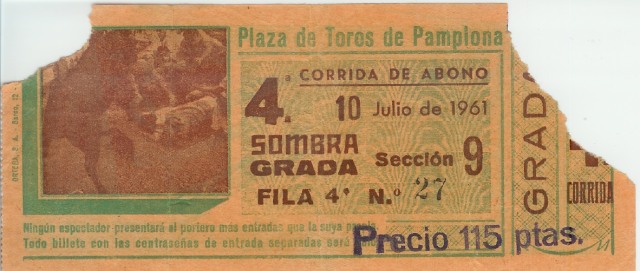 Plaza de Toros de Pamplona
4.ª CORRIDA DE ABONO
4.ª 10 Julio de 1961
SOMBRA
GRADA Sección 9
FILA 4ª N.º 27
Ningún espectador presentará al portero más entradas que la suya
Todo billete con las contraseñas de entrada separadas será
Precio 115 ptas.
GRADA
CORRIDA